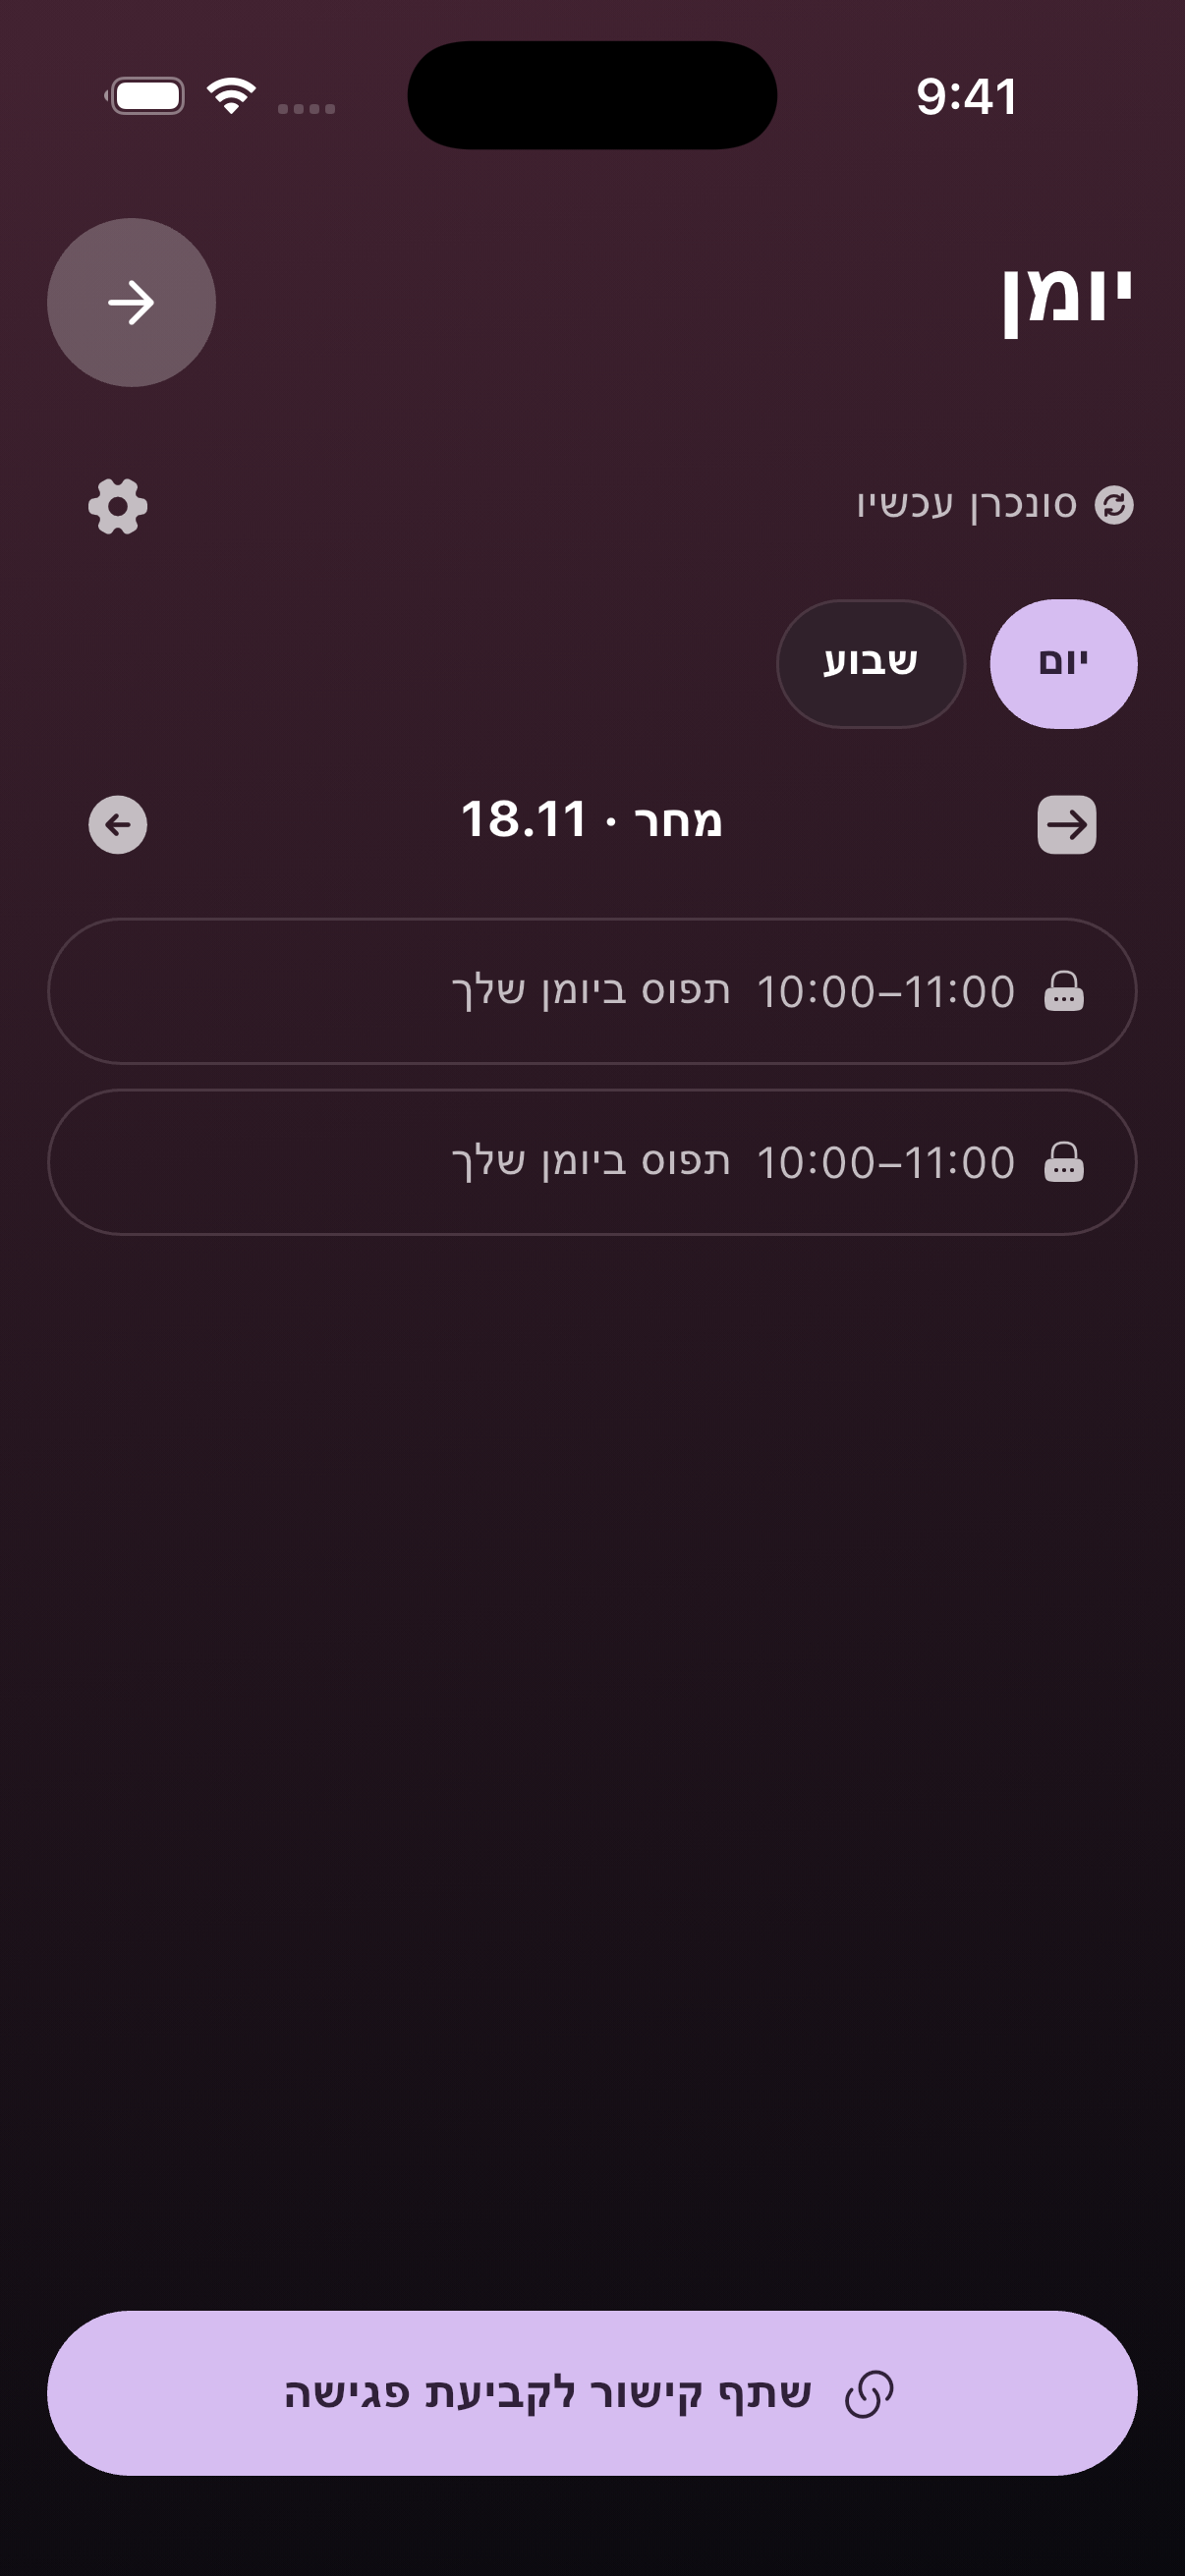 9:41
יומן
סונכרן עכשיו
יום
שבוע
מחר · 18.11
10:00–11:00 תפוס ביומן שלך
10:00–11:00 תפוס ביומן שלך
שתף קישור לקביעת פגישה